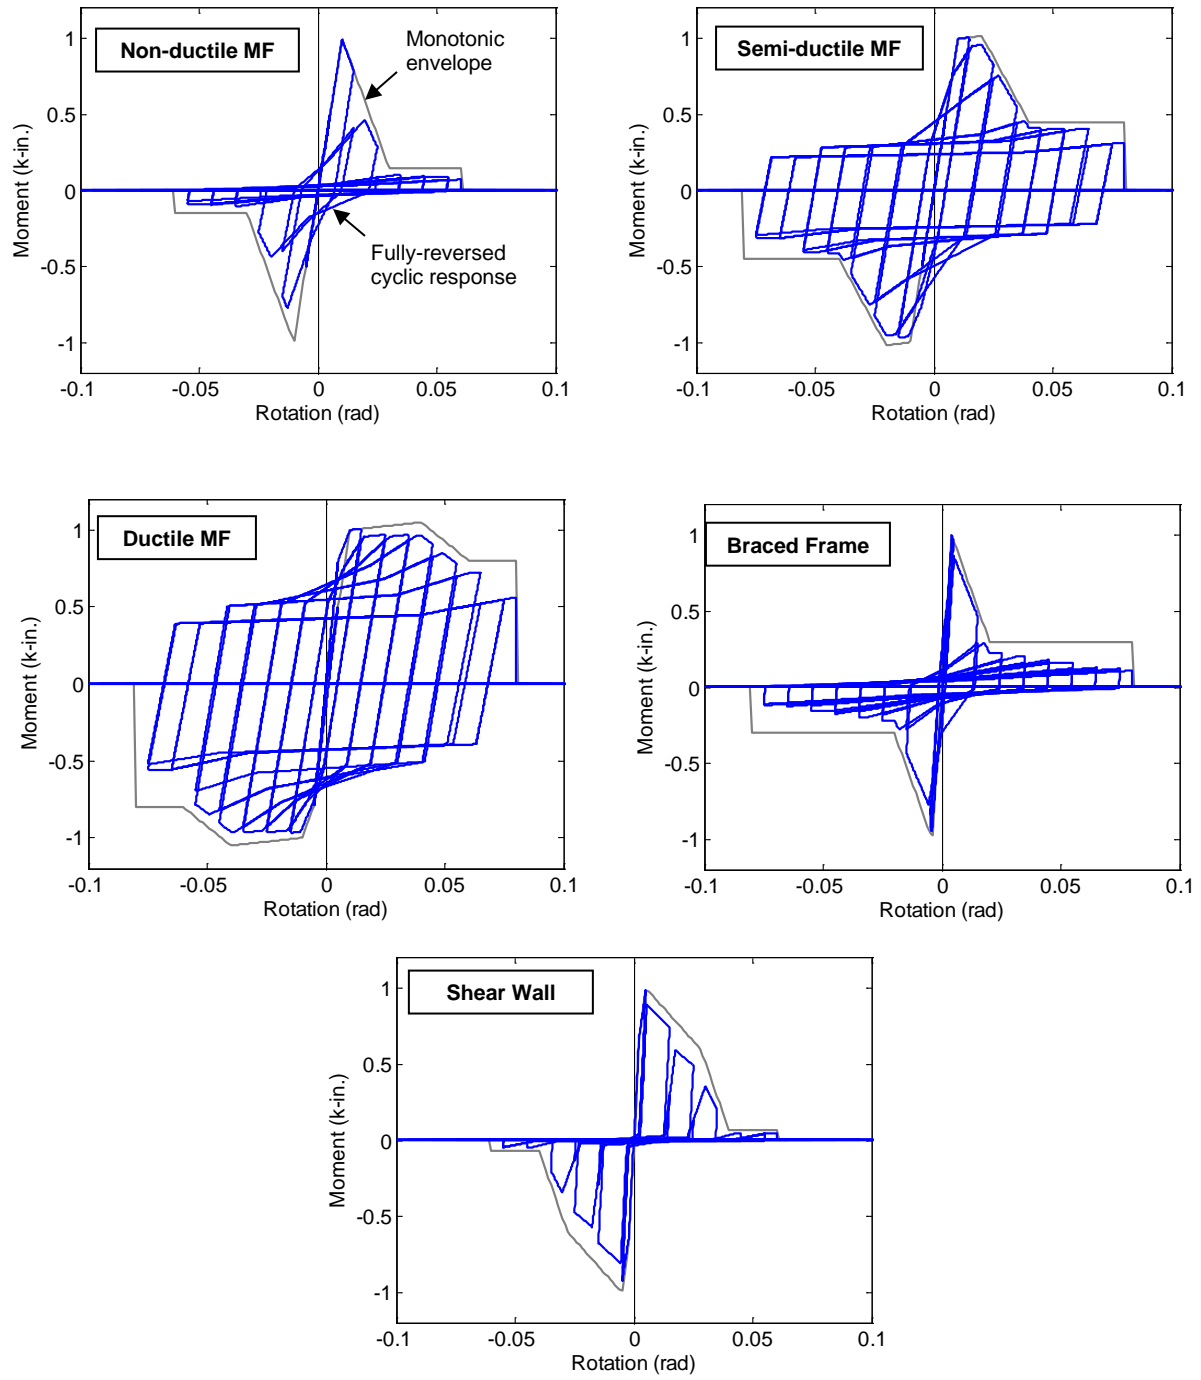 Non-ductile MF
Monotonic
envelope
Fully-reversed
cyclic response
Moment (k-in.)
1
0.5
0
-0.5
-1
-0.1
-0.05
0
0.05
0.1
Rotation (rad)
Semi-ductile MF
Moment (k-in.)
1
0.5
0
-0.5
-1
-0.1
-0.05
0
0.05
0.1
Rotation (rad)
Ductile MF
Moment (k-in.)
1
0.5
0
-0.5
-1
-0.1
-0.05
0
0.05
0.1
Rotation (rad)
Braced Frame
Moment (k-in.)
1
0.5
0
-0.5
-1
-0.1
-0.05
0
0.05
0.1
Rotation (rad)
Shear Wall
Moment (k-in.)
1
0.5
0
-0.5
-1
-0.1
-0.05
0
0.05
0.1
Rotation (rad)